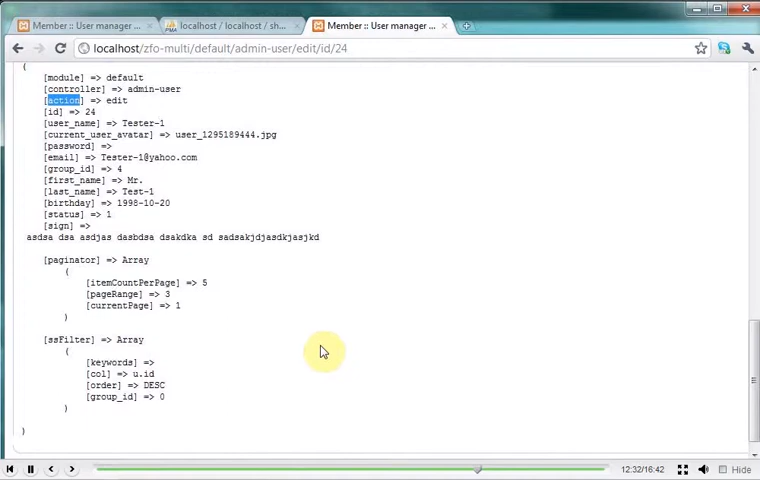 Member :: User manager ...
localhost / localhost / sh...
Member :: User manager ...
localhost/zfo-multi/default/admin-user/edit/id/24
(
[module] => default
[controller] => admin-user
[action] => edit
[id] => 24
[user_name] => Tester-1
[current_user_avatar] => user_1295189444.jpg
[password] =>
[email] => Tester-1@yahoo.com
[group_id] => 4
[first_name] => Mr.
[last_name] => Test-1
[birthday] => 1998-10-20
[status] => 1
[sign] =>
asdsa dsa asdjas dasbdsa dsakdka sd sadsakjdjasdkjasjkd
[paginator] => Array
(
[itemCountPerPage] => 5
[pageRange] => 3
[currentPage] => 1
)
[ssFilter] => Array
(
[keywords] =>
[col] => u.id
[order] => DESC
[group_id] => 0
)
)
12:32/16:42
Hide